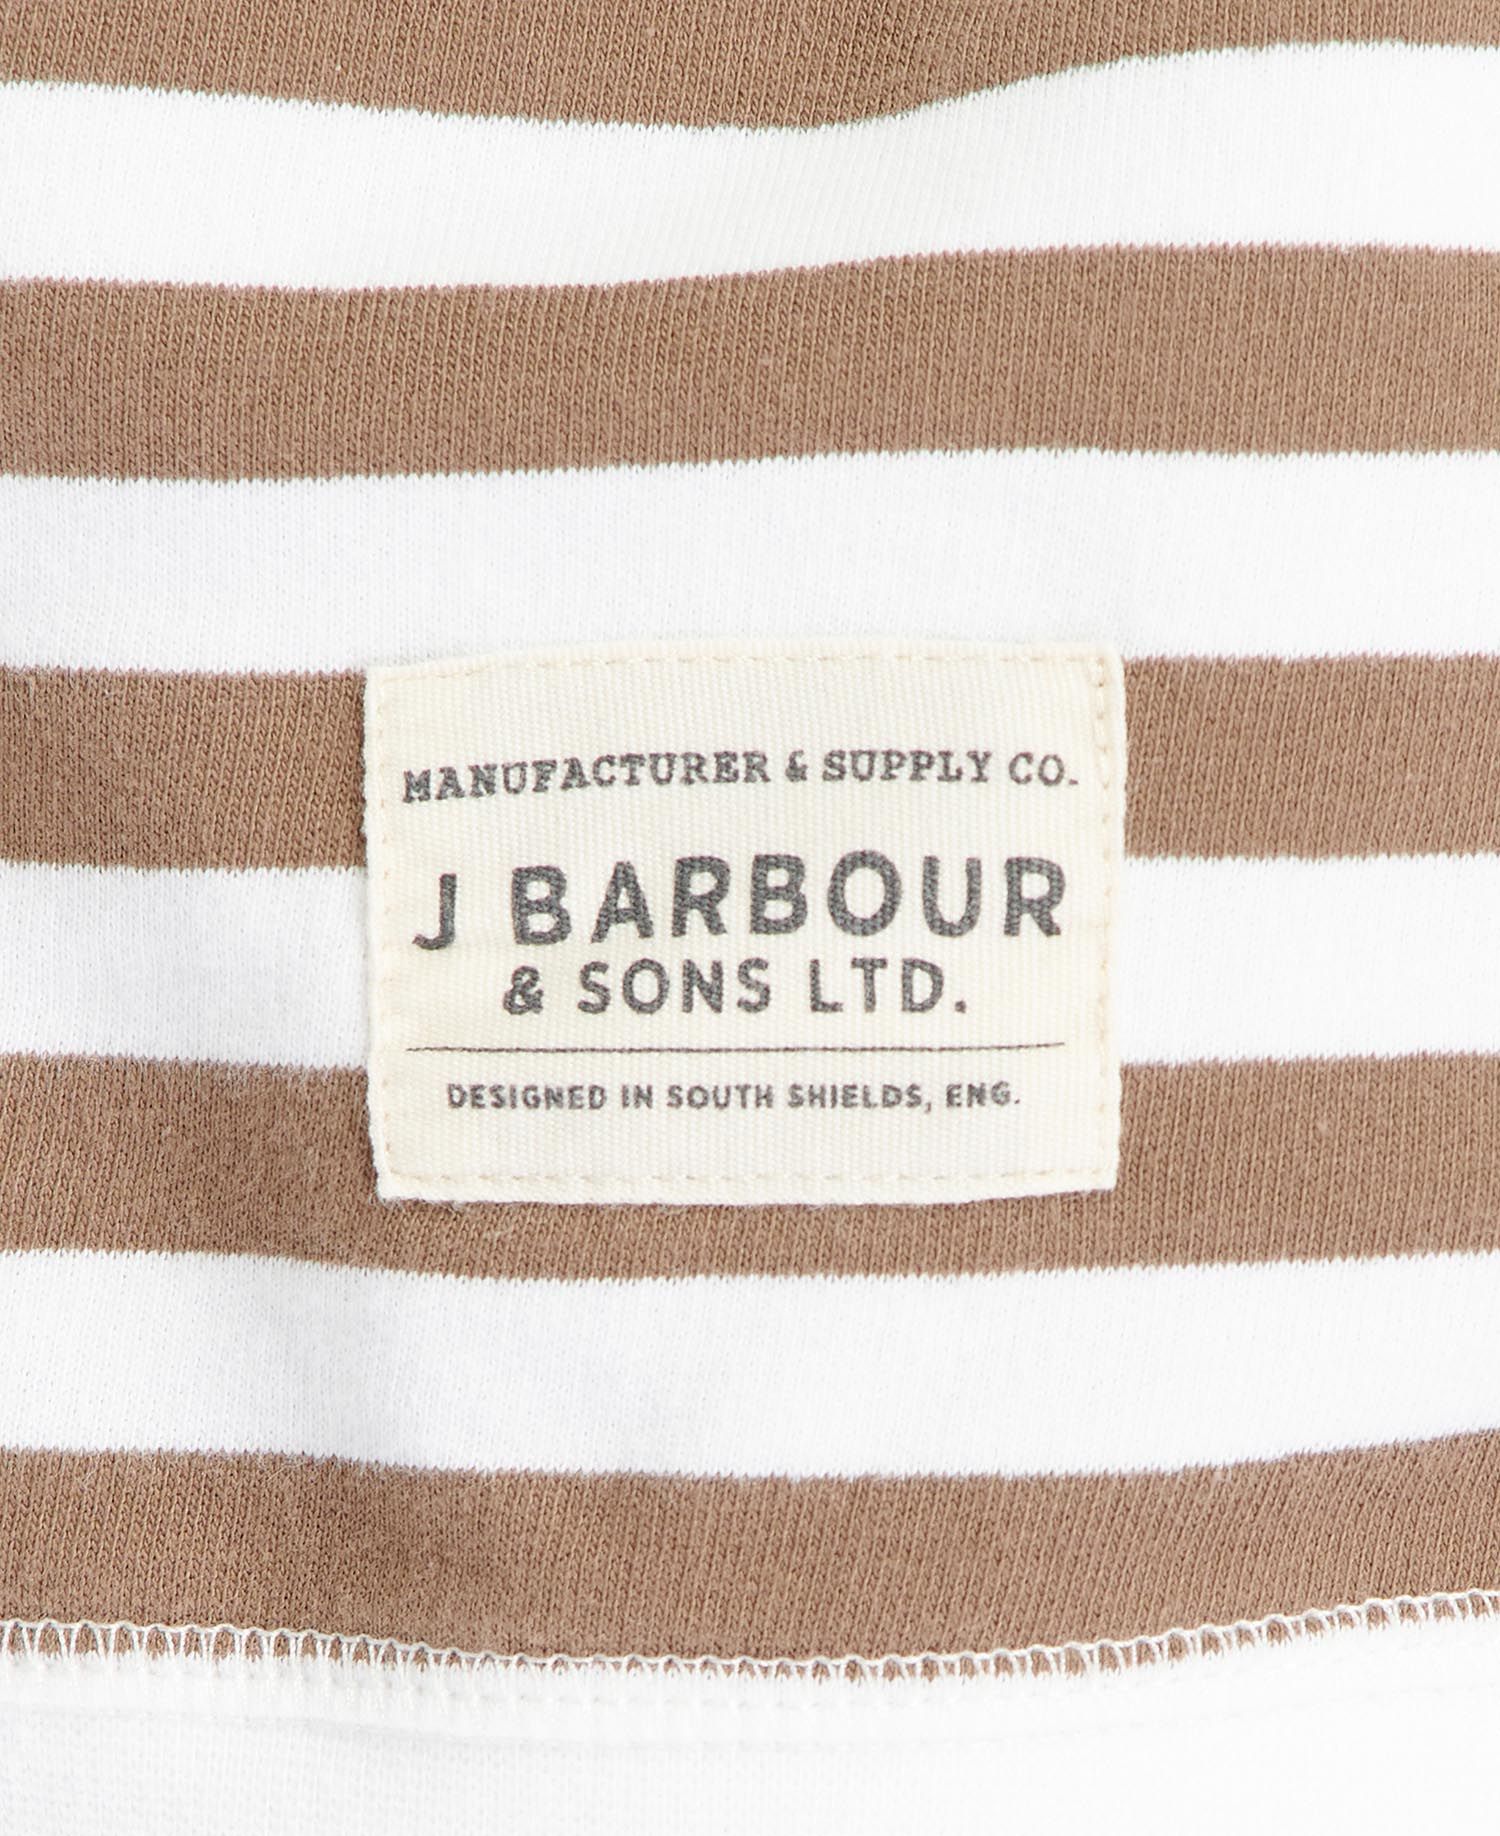 MANUFACTURER & SUPPLY CO.
J BARBOUR
& SONS LTD.
DESIGNED IN SOUTH SHIELDS, ENG.